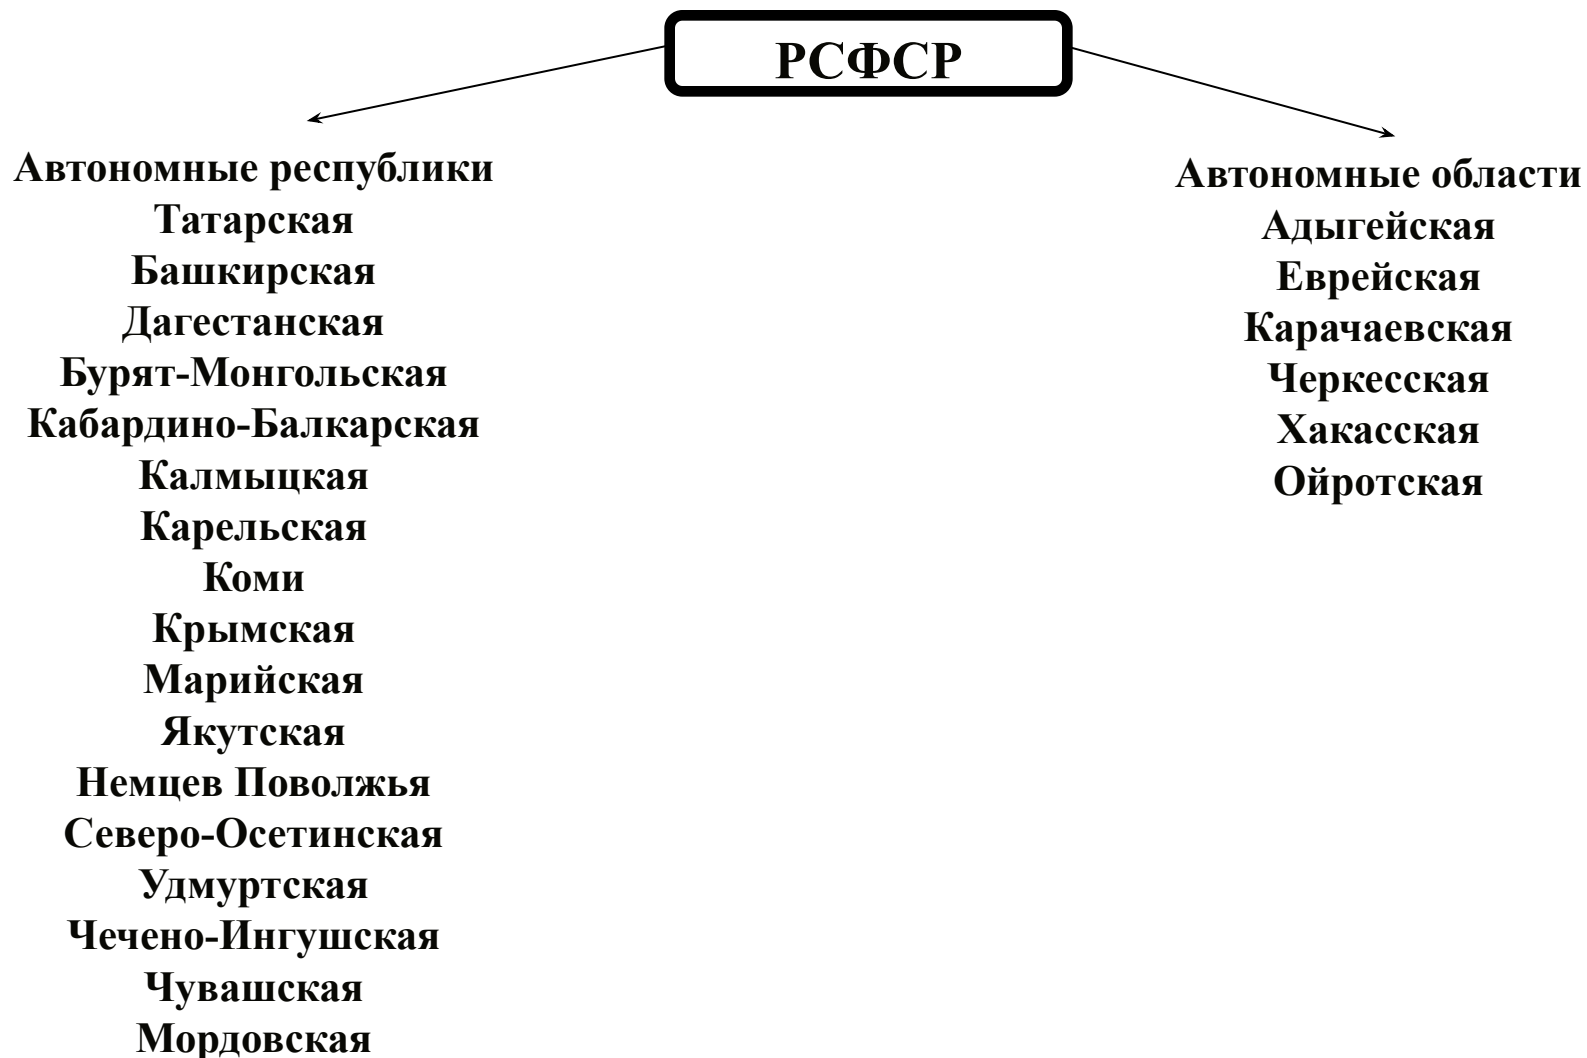 РСФСР
Автономные республики
Татарская
Башкирская
Дагестанская
Бурят-Монгольская
Кабардино-Балкарская
Калмыцкая
Карельская
Коми
Крымская
Марийская
Якутская
Немцев Поволжья
Северо-Осетинская
Удмуртская
Чечено-Ингушская
Чувашская
Мордовская
Автономные области
Адыгейская
Еврейская
Карачаевская
Черкесская
Хакасская
Ойротская